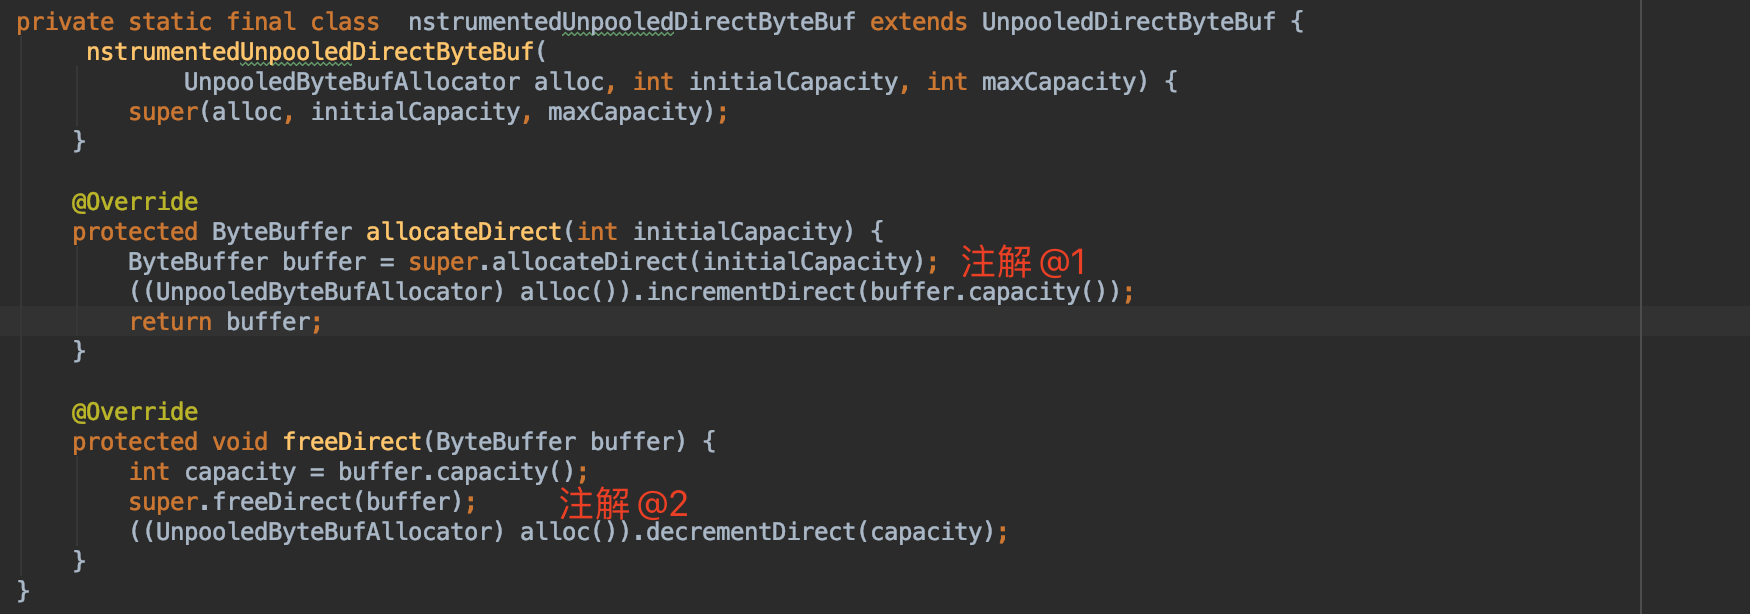 private static final class  nstrumentedUnpooledDirectByteBuf extends UnpooledDirectByteBuf {
nstrumentedUnpooledDirectByteBuf(
UnpooledByteBufAllocator alloc, int initialCapacity, int maxCapacity) {
super(alloc, initialCapacity, maxCapacity);
}
@Override
protected ByteBuffer allocateDirect(int initialCapacity) {
ByteBuffer buffer = super.allocateDirect(initialCapacity); 注解 @1
((UnpooledByteBufAllocator) alloc()).incrementDirect(buffer.capacity());
return buffer;
}
@Override
protected void freeDirect(ByteBuffer buffer) {
int capacity = buffer.capacity();
super.freeDirect(buffer); 注解 @2
((UnpooledByteBufAllocator) alloc()).decrementDirect(capacity);
}
}